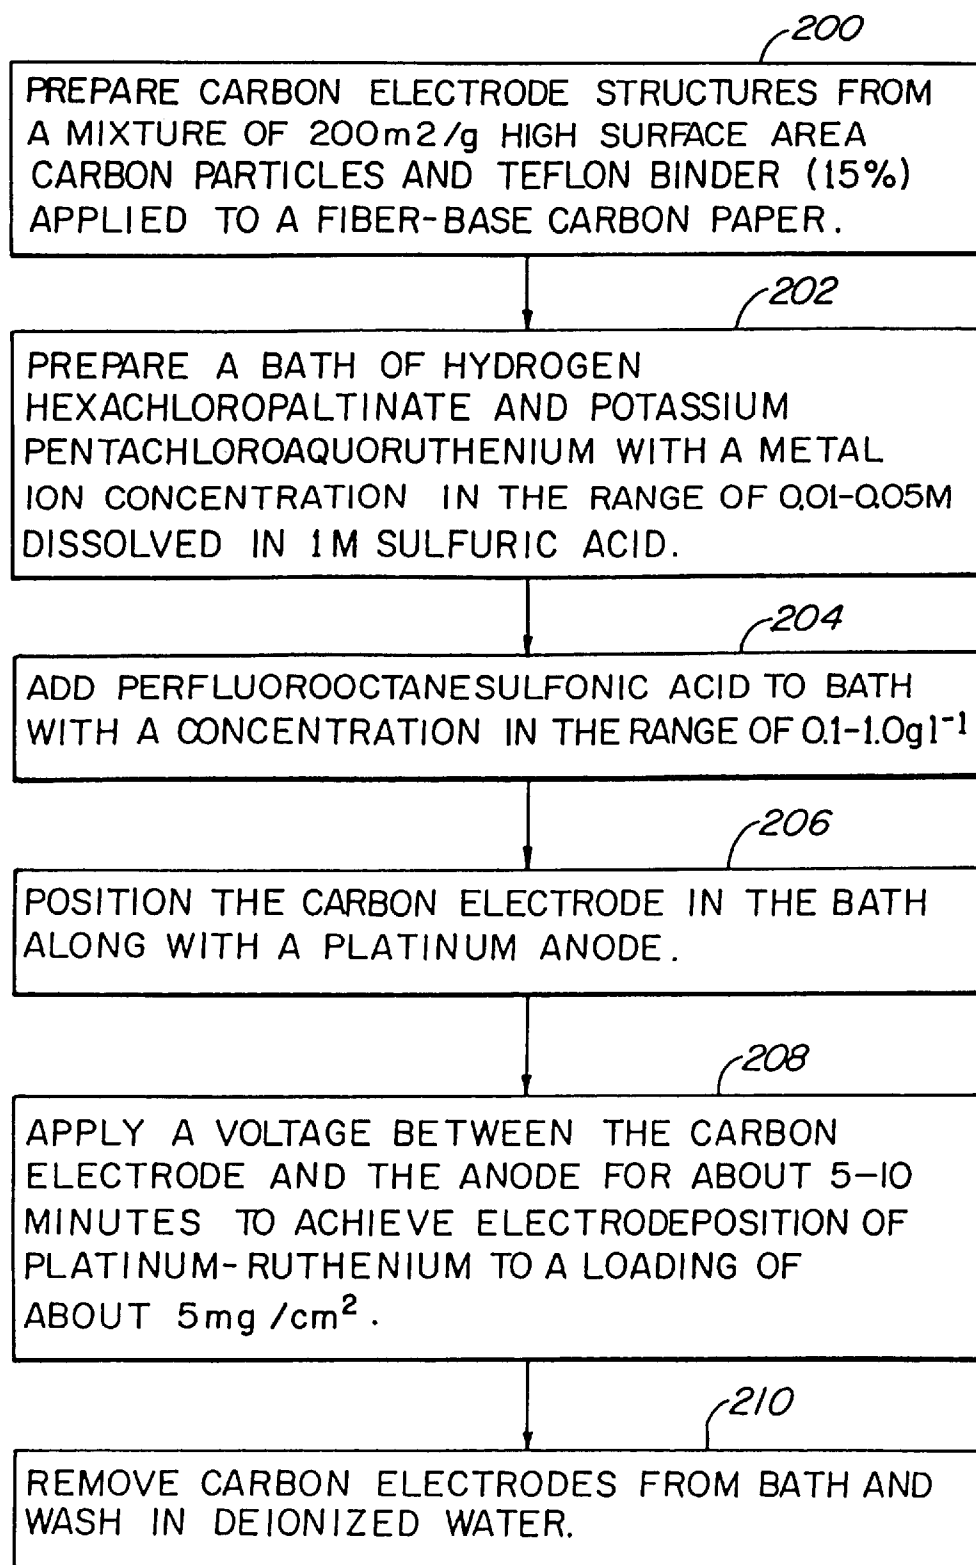 200
PREPARE CARBON ELECTRODE STRUCTURES FROM
A MIXTURE OF 200m2/g HIGH SURFACE AREA
CARBON PARTICLES AND TEFLON BINDER (15%)
APPLIED TO A FIBER-BASE CARBON PAPER.
202
PREPARE A BATH OF HYDROGEN
HEXACHLOROPALTINATE AND POTASSIUM
PENTACHLOROAQUORUTHENIUM WITH A METAL
ION CONCENTRATION IN THE RANGE OF 0.01-0.05M
DISSOLVED IN 1M SULFURIC ACID.
204
ADD PERFLUOROOCTANESULFONIC ACID TO BATH
WITH A CONCENTRATION IN THE RANGE OF 0.1-1.0gl⁻¹
206
POSITION THE CARBON ELECTRODE IN THE BATH
ALONG WITH A PLATINUM ANODE.
208
APPLY A VOLTAGE BETWEEN THE CARBON
ELECTRODE AND THE ANODE FOR ABOUT 5-10
MINUTES TO ACHIEVE ELECTRODEPOSITION OF
PLATINUM-RUTHENIUM TO A LOADING OF
ABOUT 5mg/cm².
210
REMOVE CARBON ELECTRODES FROM BATH AND
WASH IN DEIONIZED WATER.